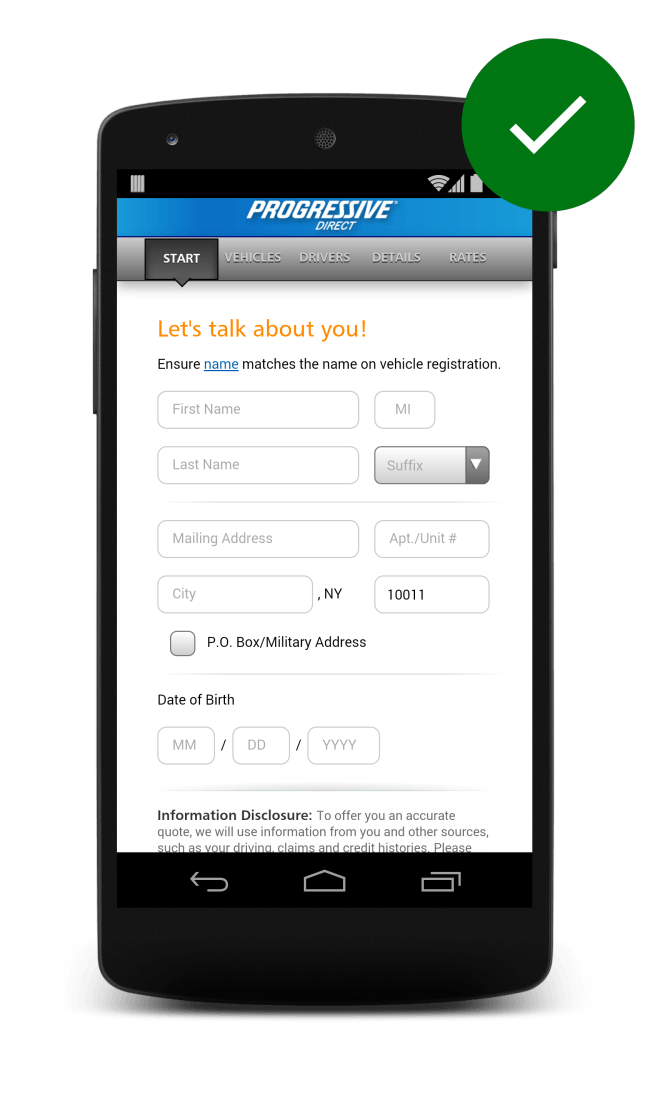 PROGRESSIVE
DIRECT
START VEHICLES DRIVERS DETAILS RATES
Let's talk about you!
Ensure name matches the name on vehicle registration.
First Name MI
Last Name Suffix
Mailing Address Apt./Unit #
City , NY 10011
P.O. Box/Military Address
Date of Birth
MM / DD / YYYY
Information Disclosure: To offer you an accurate
quote, we will use information from you and other sources,
such as your driving, claims and credit histories. Please